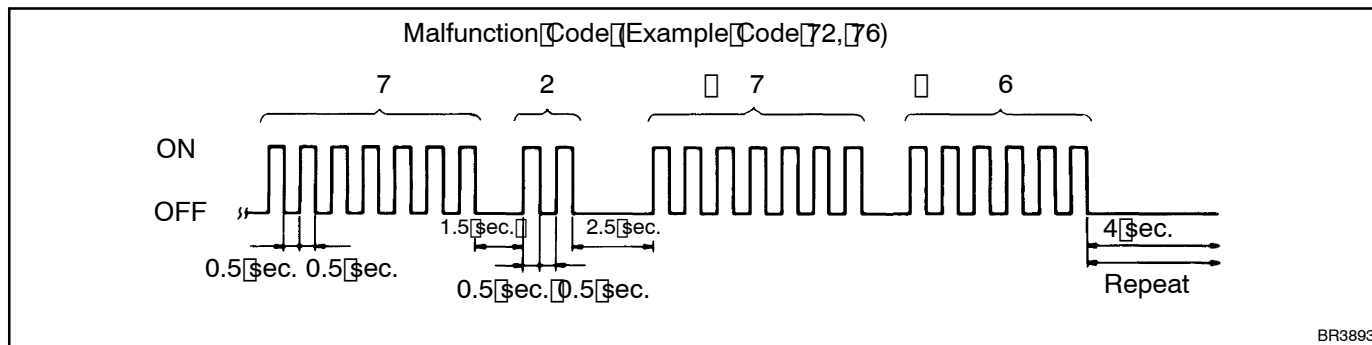 Malfunction Code (Example Code 72, 76)
7 2 7 6
ON
OFF
1.5 sec. 2.5 sec. 4 sec.
0.5 sec. 0.5 sec. 0.5 sec. 0.5 sec. Repeat
BR3893